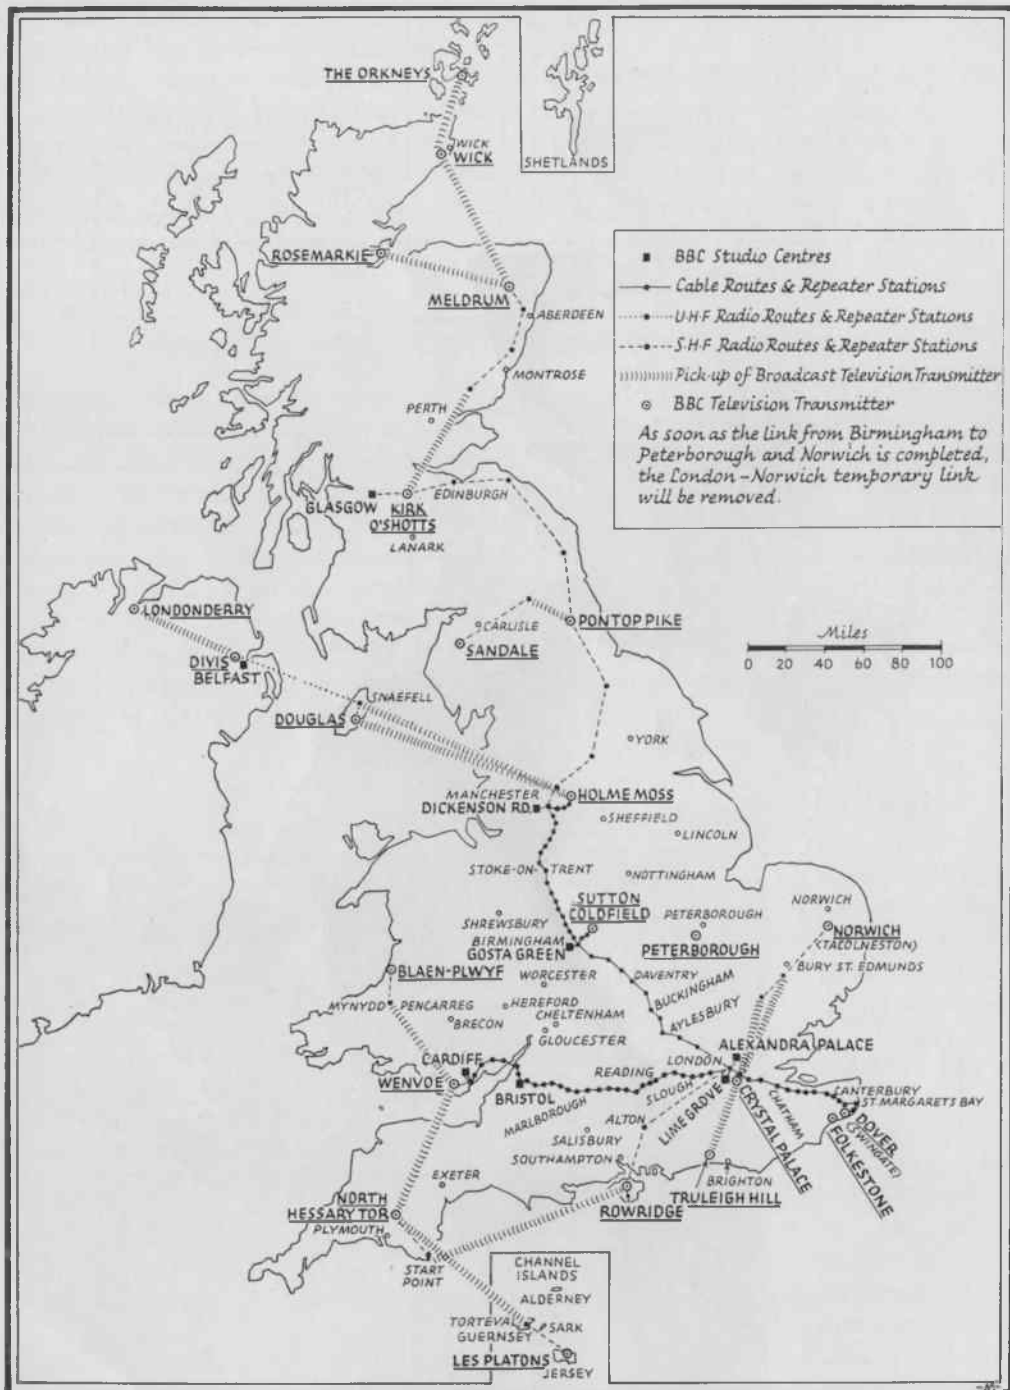 THE ORKNEYS
SHETLANDS
WICK
WICK
ROSEMARKIE
MELDRUM
ABERDEEN
MONTROSE
PERTH
BBC Studio Centres
Cable Routes & Repeater Stations
U·H·F Radio Routes & Repeater Stations
S·H·F Radio Routes & Repeater Stations
Pick-up of Broadcast Television Transmitter
BBC Television Transmitter
As soon as the link from Birmingham to
Peterborough and Norwich is completed,
the London-Norwich temporary link
will be removed.
EDINBURGH
GLASGOW
KIRK
O'SHOTTS
LANARK
LONDONDERRY
CARLISLE
PONTOP PIKE
SANDALE
DIVIS
BELFAST
Miles
0 20 40 60 80 100
SNAEFELL
DOUGLAS
YORK
MANCHESTER
HOLME MOSS
DICKENSON RD.
SHEFFIELD
LINCOLN
STOKE-ON-TRENT
NOTTINGHAM
SUTTON
COLDFIELD
SHREWSBURY
PETERBOROUGH
NORWICH
BIRMINGHAM
GOSTA GREEN
PETERBOROUGH
NORWICH
(TACOLNESTON)
BLAEN-PLWYF
WORCESTER
DAVENTRY
BURY ST. EDMUNDS
BUCKINGHAM
MYNYDD PENCARREG
HEREFORD
BRECON
CHELTENHAM
GLOUCESTER
AYLESBURY
ALEXANDRA PALACE
CARDIFF
LONDON
WENVOE
READING
SLOUGH
BRISTOL
MARLBOROUGH
LIME GROVE
CRYSTAL PALACE
CHATHAM
CANTERBURY
ST. MARGARETS BAY
DOVER
(SWINGATE)
FOLKESTONE
ALTON
SALISBURY
SOUTHAMPTON
BRIGHTON
TRULEIGH HILL
EXETER
ROWRIDGE
NORTH
HESSARY TOR
PLYMOUTH
START
POINT
CHANNEL
ISLANDS
ALDERNEY
TORTEVAL
SARK
GUERNSEY
LES PLATONS
JERSEY